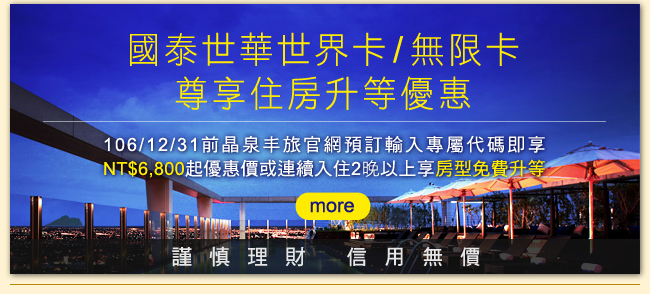 國泰世華世界卡/無限卡
尊享住房升等優惠
106/12/31前晶泉丰旅官網預訂輸入專屬代碼即享
NT$6,800起優惠價或連續入住2晚以上享房型免費升等
more
謹慎理財 信用無價